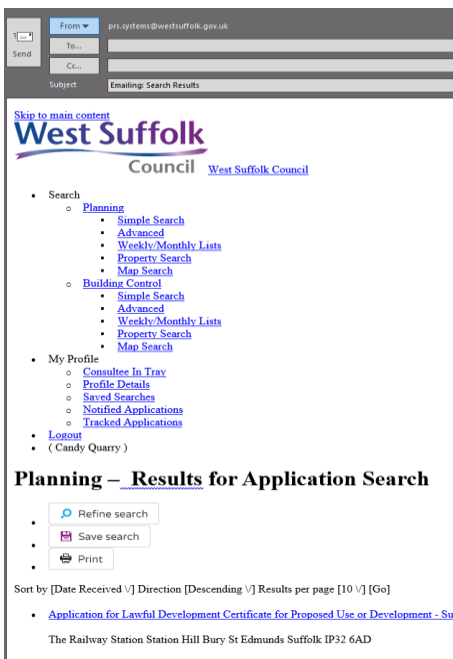 From
prs.systems@westsuffolk.gov.uk
Send
To...
Cc...
Subject
Emailing: Search Results
Skip to main content
West Suffolk
Council West Suffolk Council
• Search
o Planning
▪ Simple Search
▪ Advanced
▪ Weekly/Monthly Lists
▪ Property Search
▪ Map Search
o Building Control
▪ Simple Search
▪ Advanced
▪ Weekly/Monthly Lists
▪ Property Search
▪ Map Search
• My Profile
o Consultee In Tray
o Profile Details
o Saved Searches
o Notified Applications
o Tracked Applications
• Logout
• ( Candy Quarry )
Planning – Results for Application Search
• Refine search
• Save search
• Print
Sort by [Date Received \/] Direction [Descending \/] Results per page [10 \/] [Go]
• Application for Lawful Development Certificate for Proposed Use or Development - Su
The Railway Station Station Hill Bury St Edmunds Suffolk IP32 6AD